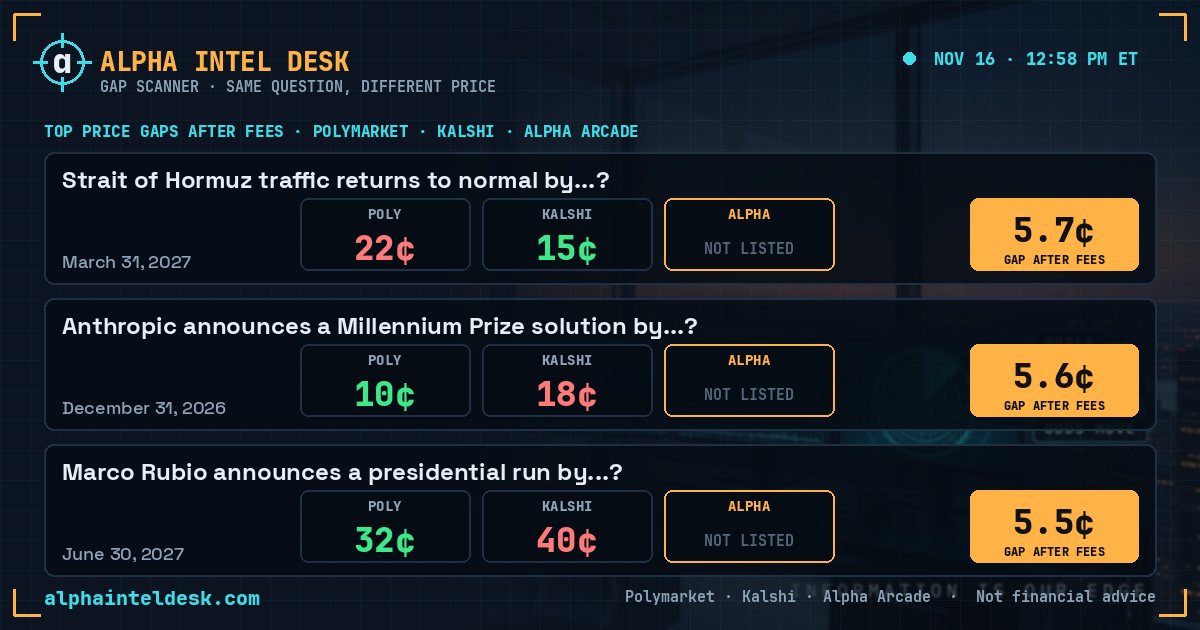 α ALPHA INTEL DESK
GAP SCANNER · SAME QUESTION, DIFFERENT PRICE
NOV 16 · 12:58 PM ET
TOP PRICE GAPS AFTER FEES · POLYMARKET · KALSHI · ALPHA ARCADE
Strait of Hormuz traffic returns to normal by...?
March 31, 2027
POLY
22¢
KALSHI
15¢
ALPHA
NOT LISTED
5.7¢
GAP AFTER FEES
Anthropic announces a Millennium Prize solution by...?
December 31, 2026
POLY
10¢
KALSHI
18¢
ALPHA
NOT LISTED
5.6¢
GAP AFTER FEES
Marco Rubio announces a presidential run by...?
June 30, 2027
POLY
32¢
KALSHI
40¢
ALPHA
NOT LISTED
5.5¢
GAP AFTER FEES
INFORMATION IS OUR EDGE
alphainteldesk.com
Polymarket · Kalshi · Alpha Arcade · Not financial advice